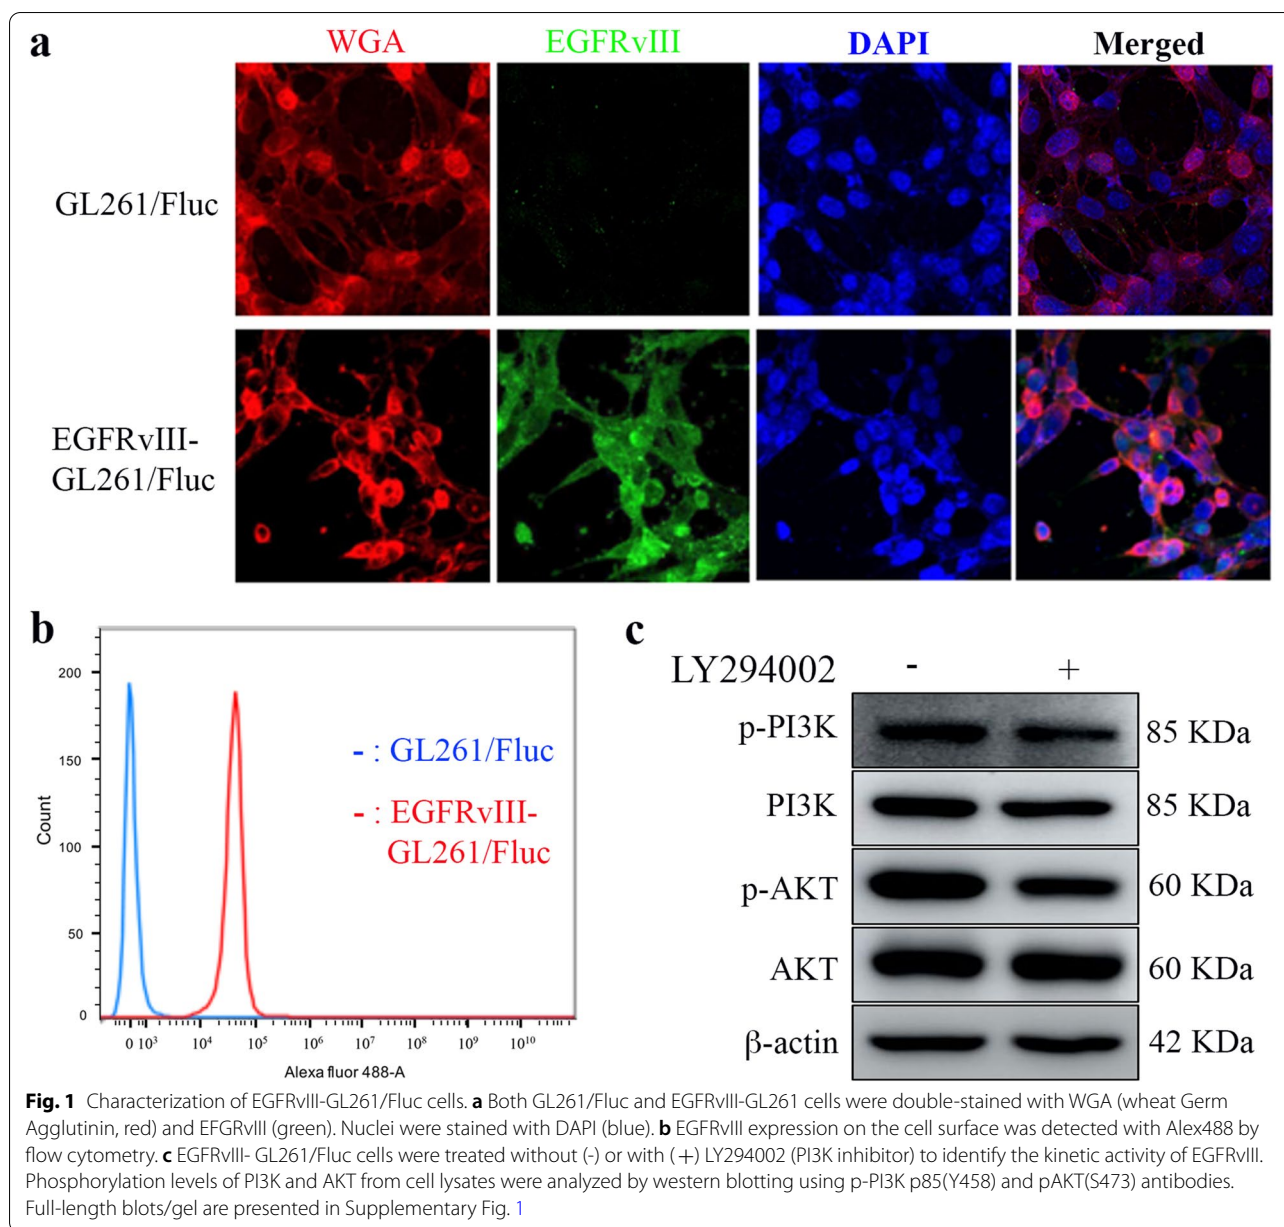 a
WGA EGFRvIII DAPI Merged
GL261/Fluc
EGFRvIII-
GL261/Fluc
b
200
150
100
50
0
Count
- : GL261/Fluc
- : EGFRvIII-
GL261/Fluc
0 10³ 10⁴ 10⁵ 10⁶ 10⁷ 10⁸ 10⁹ 10¹⁰
Alexa fluor 488-A
c
LY294002 - +
p-PI3K 85 KDa
PI3K 85 KDa
p-AKT 60 KDa
AKT 60 KDa
β-actin 42 KDa
Fig. 1 Characterization of EGFRvIII-GL261/Fluc cells. a Both GL261/Fluc and EGFRvIII-GL261 cells were double-stained with WGA (wheat Germ
Agglutinin, red) and EFGRvIII (green). Nuclei were stained with DAPI (blue). b EGFRvIII expression on the cell surface was detected with Alex488 by
flow cytometry. c EGFRvIII- GL261/Fluc cells were treated without (-) or with (+) LY294002 (PI3K inhibitor) to identify the kinetic activity of EGFRvIII.
Phosphorylation levels of PI3K and AKT from cell lysates were analyzed by western blotting using p-PI3K p85(Y458) and pAKT(S473) antibodies.
Full-length blots/gel are presented in Supplementary Fig. 1